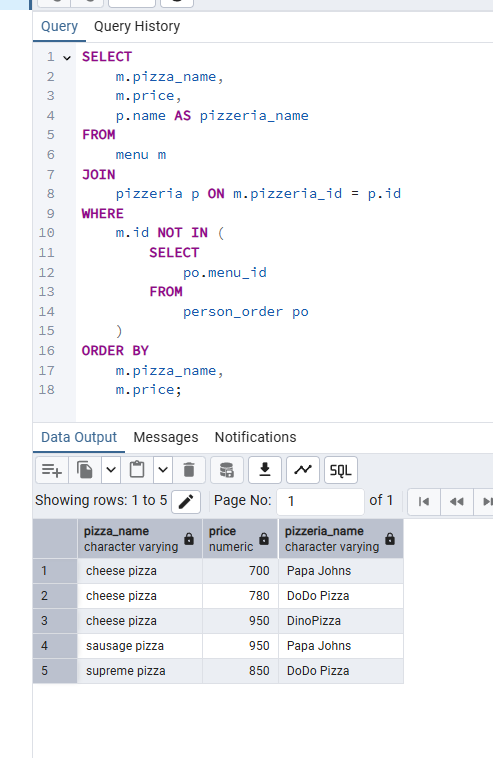 Query Query History
1 SELECT
2 m.pizza_name,
3 m.price,
4 p.name AS pizzeria_name
5 FROM
6 menu m
7 JOIN
8 pizzeria p ON m.pizzeria_id = p.id
9 WHERE
10 m.id NOT IN (
11 SELECT
12 po.menu_id
13 FROM
14 person_order po
15 )
16 ORDER BY
17 m.pizza_name,
18 m.price;
Data Output Messages Notifications
SQL
Showing rows: 1 to 5 Page No: 1 of 1
pizza_name price pizzeria_name
character varying numeric character varying
1 cheese pizza 700 Papa Johns
2 cheese pizza 780 DoDo Pizza
3 cheese pizza 950 DinoPizza
4 sausage pizza 950 Papa Johns
5 supreme pizza 850 DoDo Pizza